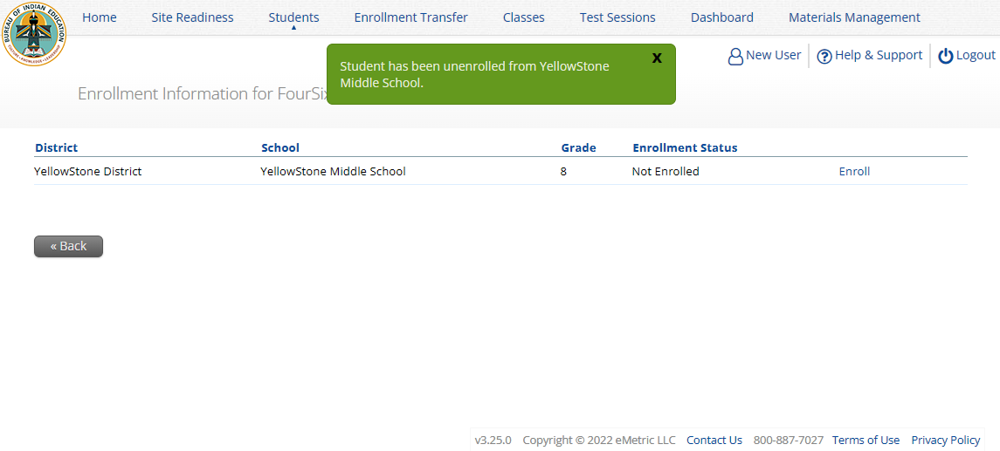 BUREAU OF INDIAN EDUCATION
CULTURE • KNOWLEDGE • LEADERSHIP
Home Site Readiness Students Enrollment Transfer Classes Test Sessions Dashboard Materials Management
New User Help & Support Logout
Student has been unenrolled from YellowStone X
Middle School.
Enrollment Information for FourSix
District School Grade Enrollment Status
YellowStone District YellowStone Middle School 8 Not Enrolled Enroll
« Back
v3.25.0 Copyright © 2022 eMetric LLC Contact Us 800-887-7027 Terms of Use Privacy Policy